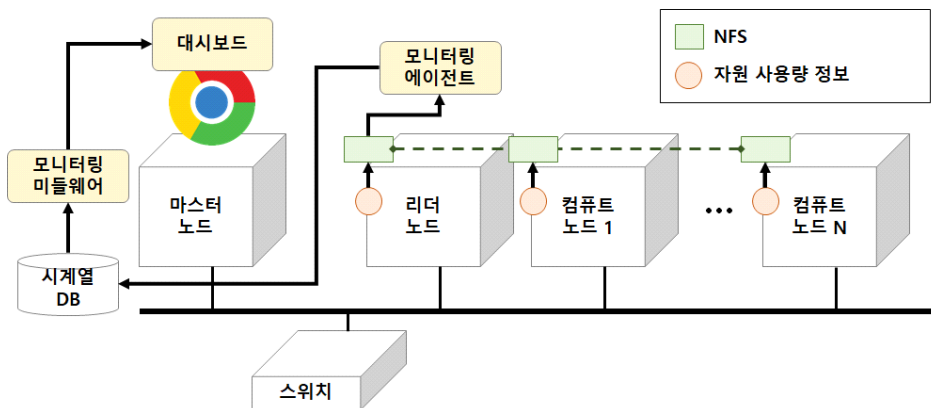 대시보드
모니터링
에이전트
NFS
자원 사용량 정보
모니터링
미들웨어
마스터
노드
리더
노드
컴퓨트
노드 1
...
컴퓨트
노드 N
시계열
DB
스위치